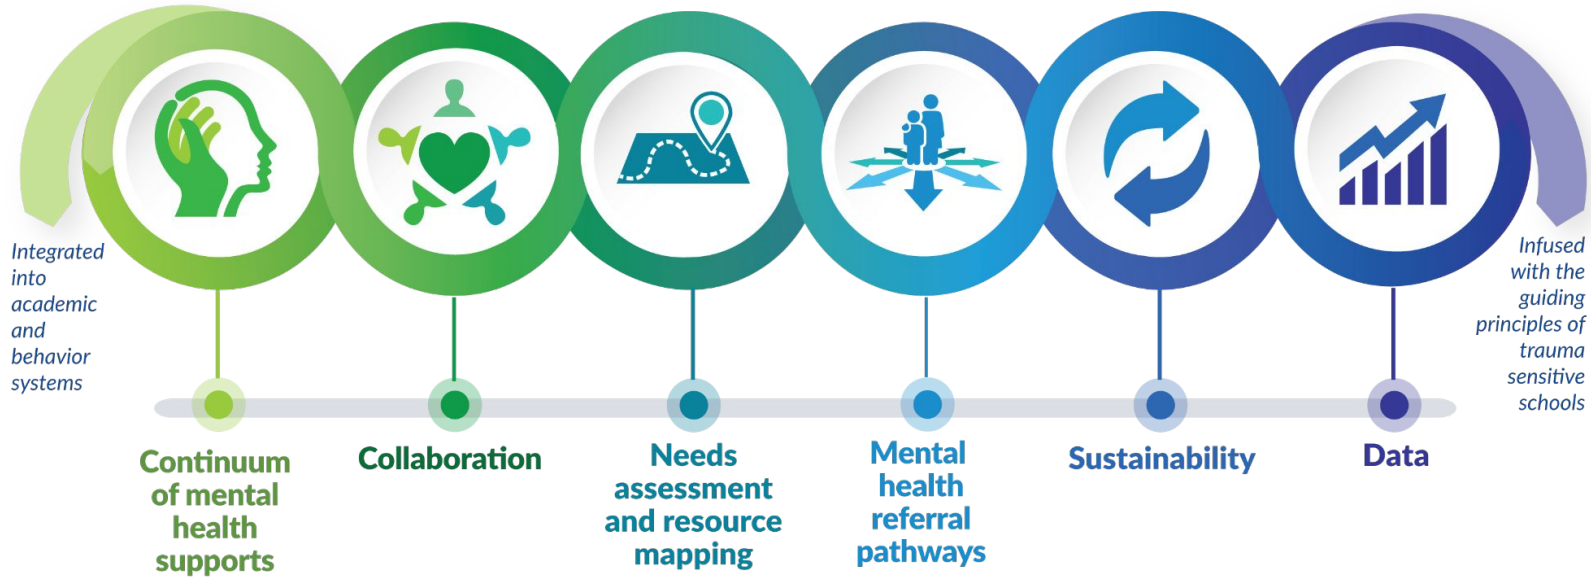 Integrated
into
academic
and
behavior
systems
Infused
with the
guiding
principles of
trauma
sensitive
schools
Continuum
of mental
health
supports
Collaboration
Needs
assessment
and resource
mapping
Mental
health
referral
pathways
Sustainability
Data